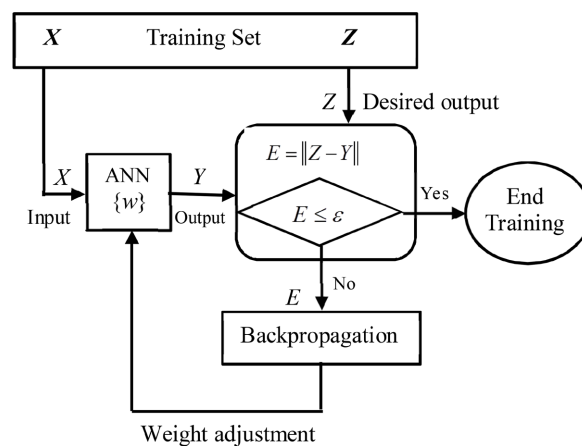 X Training Set Z
Z Desired output
E = ‖Z − Y‖
X
Input
ANN
{w}
Y
Output
E ≤ ε
Yes
End
Training
No
E
Backpropagation
Weight adjustment